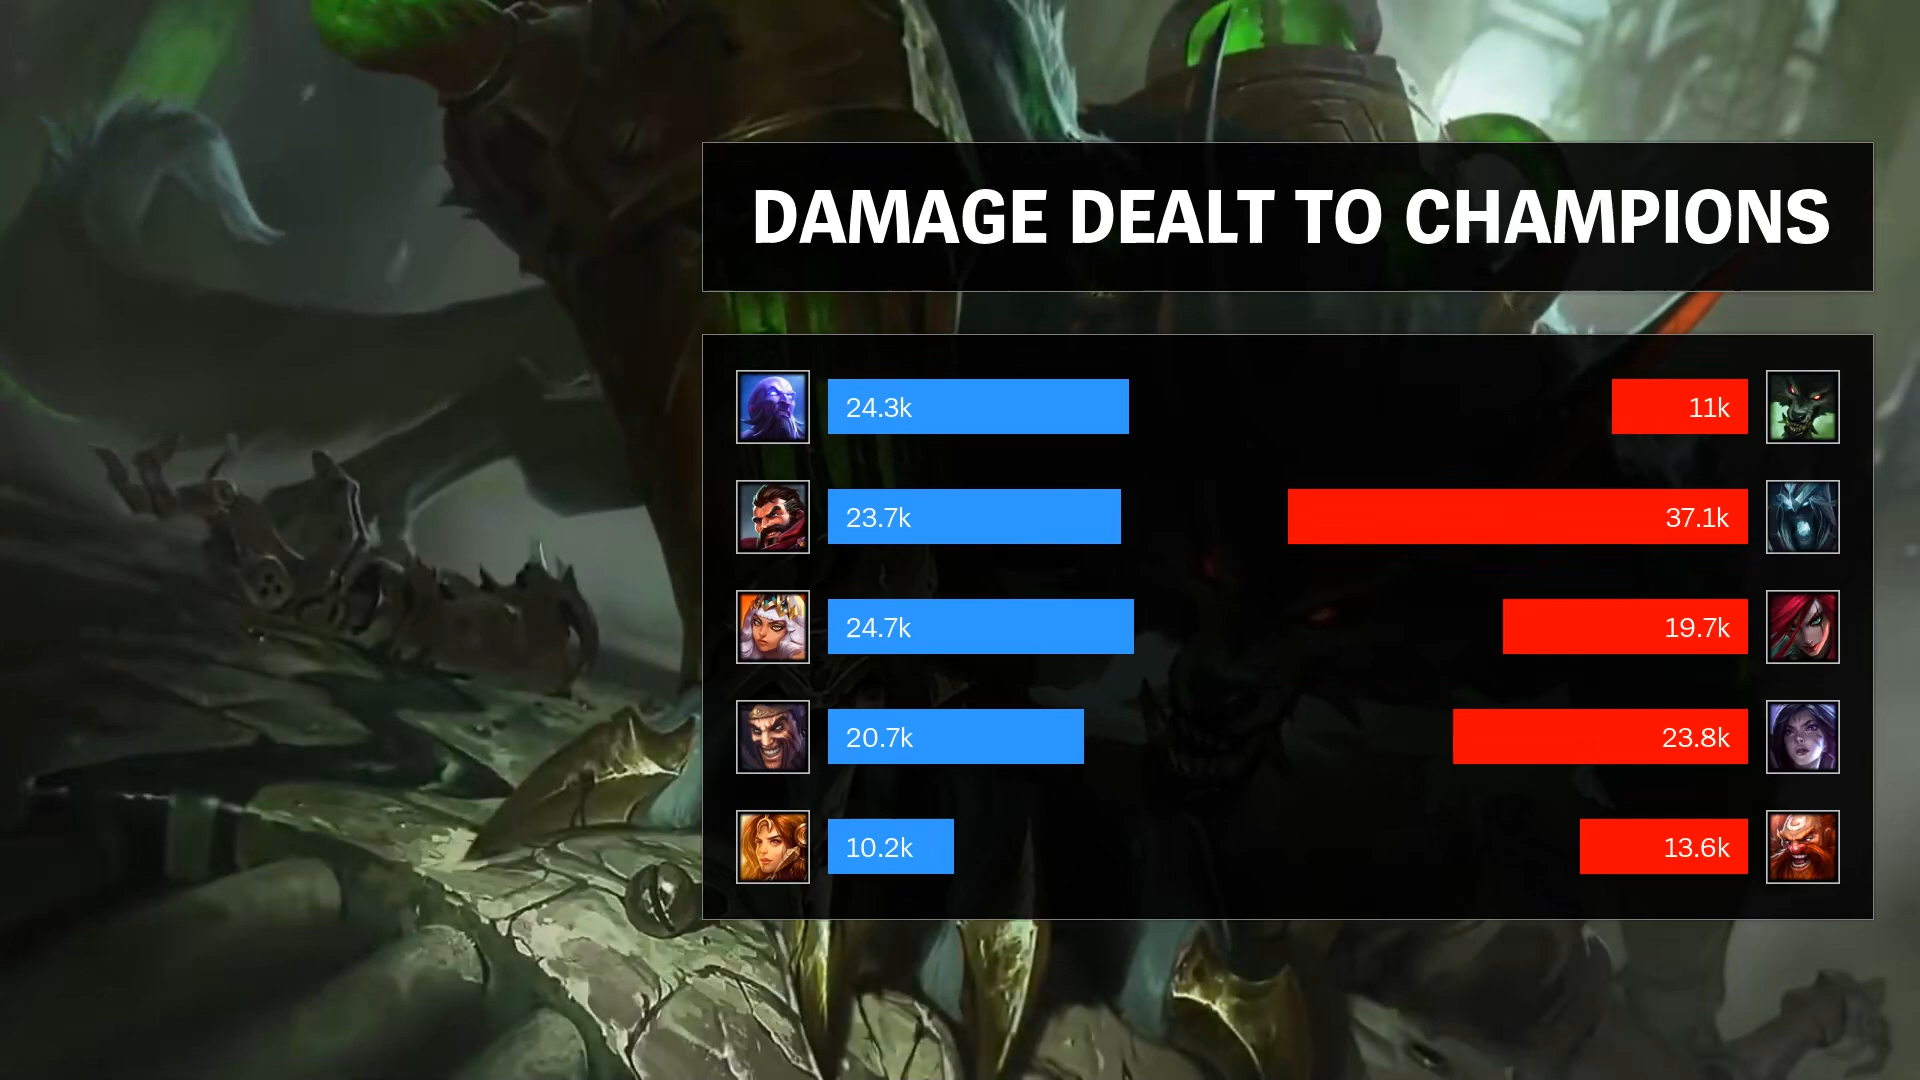 DAMAGE DEALT TO CHAMPIONS
24.3k 11k
23.7k 37.1k
24.7k 19.7k
20.7k 23.8k
10.2k 13.6k